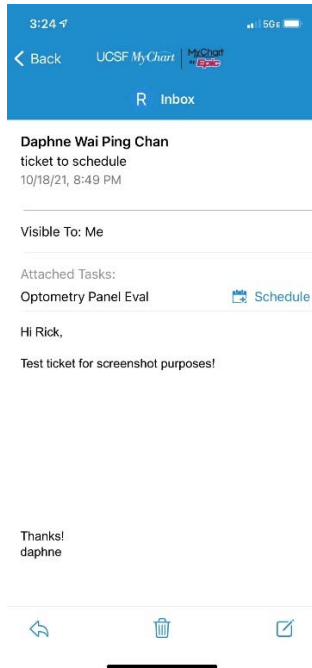 3:24 5GE
Back UCSF MyChart MyChart
by Epic
R Inbox
Daphne Wai Ping Chan
ticket to schedule
10/18/21, 8:49 PM
Visible To: Me
Attached Tasks:
Optometry Panel Eval Schedule
Hi Rick,
Test ticket for screenshot purposes!
Thanks!
daphne